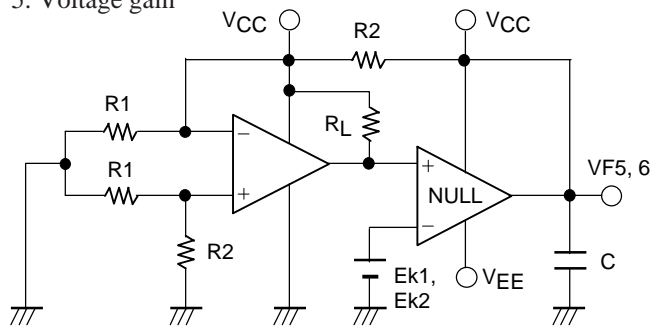 5. Voltage gain
VCC
VCC
R2
R1
RL
R1
R2
−
+
+
−
NULL
VF5, 6
Ek1,
Ek2
VEE
C